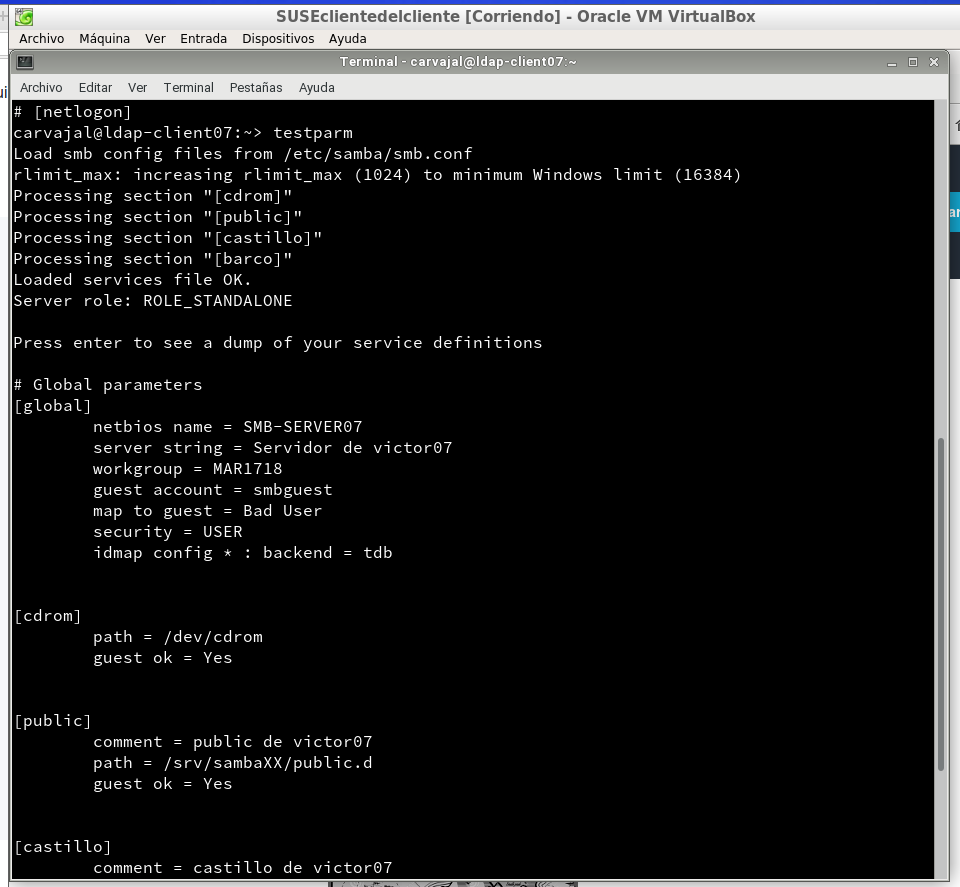 SUSEclientedelcliente [Corriendo] - Oracle VM VirtualBox
Archivo Máquina Ver Entrada Dispositivos Ayuda
Terminal - carvajal@ldap-client07:~
Archivo Editar Ver Terminal Pestañas Ayuda
# [netlogon]
carvajal@ldap-client07:~> testparm
Load smb config files from /etc/samba/smb.conf
rlimit_max: increasing rlimit_max (1024) to minimum Windows limit (16384)
Processing section "[cdrom]"
Processing section "[public]"
Processing section "[castillo]"
Processing section "[barco]"
Loaded services file OK.
Server role: ROLE_STANDALONE
Press enter to see a dump of your service definitions
# Global parameters
[global]
netbios name = SMB-SERVER07
server string = Servidor de victor07
workgroup = MAR1718
guest account = smbguest
map to guest = Bad User
security = USER
idmap config * : backend = tdb
[cdrom]
path = /dev/cdrom
guest ok = Yes
[public]
comment = public de victor07
path = /srv/sambaXX/public.d
guest ok = Yes
[castillo]
comment = castillo de victor07